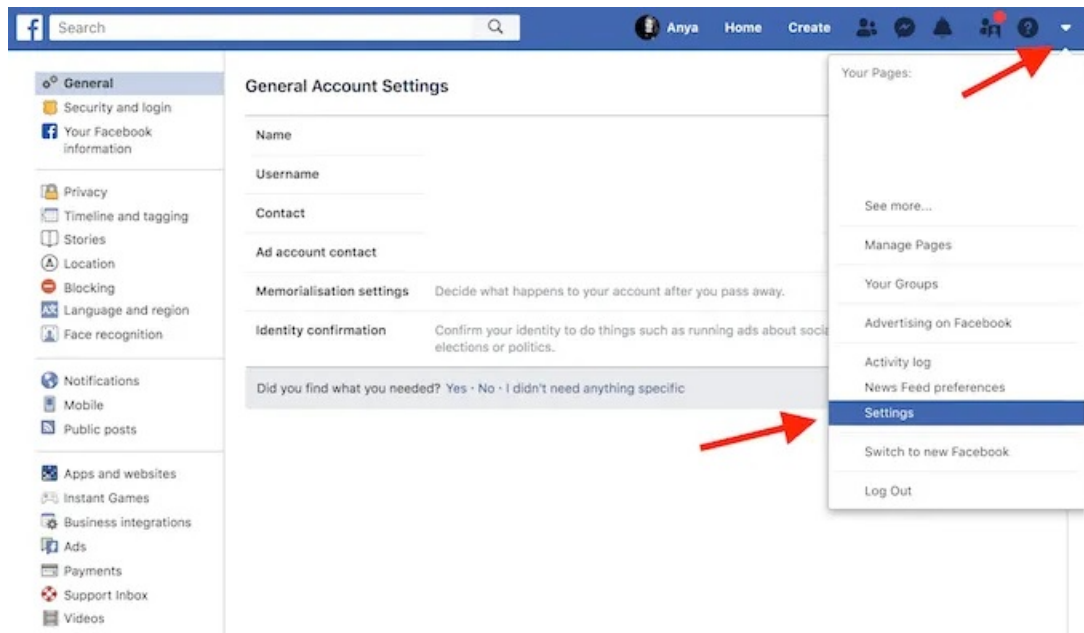 f Search Anya Home Create
General
Security and login
Your Facebook
information
Privacy
Timeline and tagging
Stories
Location
Blocking
Language and region
Face recognition
Notifications
Mobile
Public posts
Apps and websites
Instant Games
Business integrations
Ads
Payments
Support Inbox
Videos
General Account Settings
Name
Username
Contact
Ad account contact
Memorialisation settings Decide what happens to your account after you pass away.
Identity confirmation Confirm your identity to do things such as running ads about
elections or politics.
Did you find what you needed? Yes · No · I didn't need anything specific
Your Pages:
See more...
Manage Pages
Your Groups
Advertising on Facebook
Activity log
News Feed preferences
Settings
Switch to new Facebook
Log Out